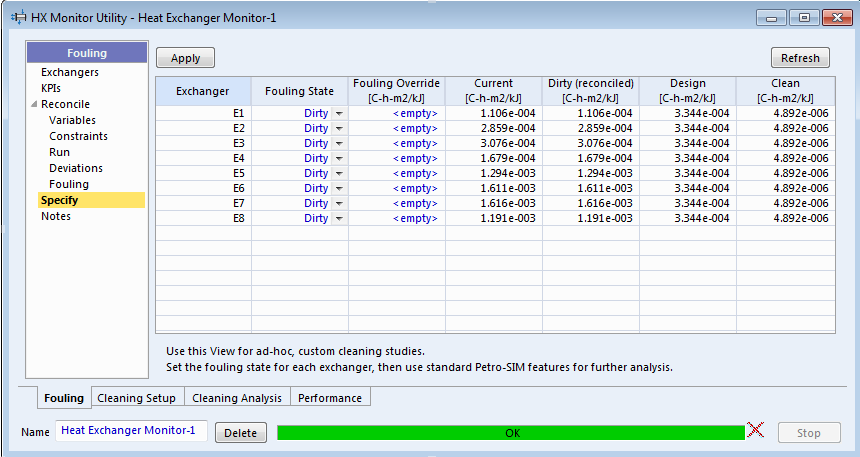 HX Monitor Utility - Heat Exchanger Monitor-1
Fouling
Exchangers
KPIs
Reconcile
Variables
Constraints
Run
Deviations
Fouling
Specify
Notes
Apply
Refresh
Exchanger Fouling State Fouling Override [C-h-m2/kJ] Current [C-h-m2/kJ] Dirty (reconciled) [C-h-m2/kJ] Design [C-h-m2/kJ] Clean [C-h-m2/kJ]
E1 Dirty <empty> 1.106e-004 1.106e-004 3.344e-004 4.892e-006
E2 Dirty <empty> 2.859e-004 2.859e-004 3.344e-004 4.892e-006
E3 Dirty <empty> 3.076e-004 3.076e-004 3.344e-004 4.892e-006
E4 Dirty <empty> 1.679e-004 1.679e-004 3.344e-004 4.892e-006
E5 Dirty <empty> 1.294e-003 1.294e-003 3.344e-004 4.892e-006
E6 Dirty <empty> 1.611e-003 1.611e-003 3.344e-004 4.892e-006
E7 Dirty <empty> 1.616e-003 1.616e-003 3.344e-004 4.892e-006
E8 Dirty <empty> 1.191e-003 1.191e-003 3.344e-004 4.892e-006
Use this View for ad-hoc, custom cleaning studies.
Set the fouling state for each exchanger, then use standard Petro-SIM features for further analysis.
Fouling Cleaning Setup Cleaning Analysis Performance
Name Heat Exchanger Monitor-1 Delete OK Stop